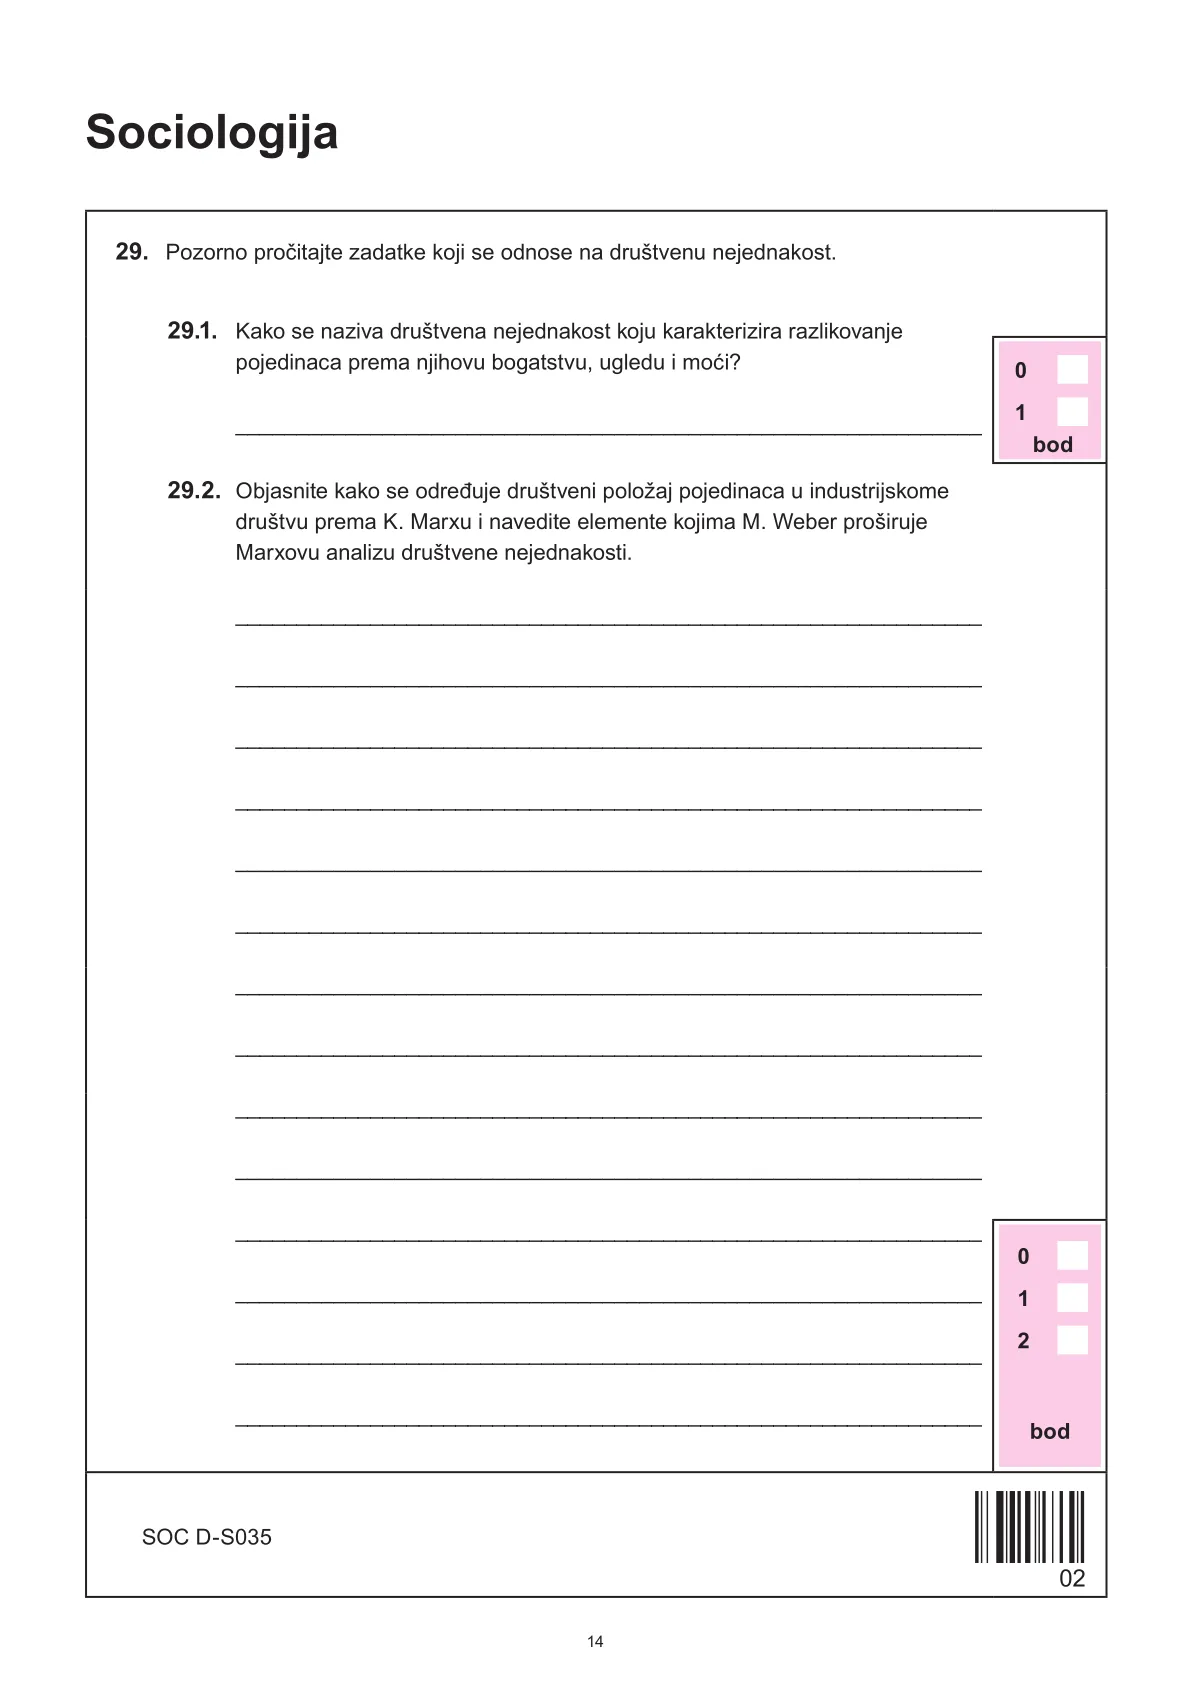 Sociologija
29. Pozorno pročitajte zadatke koji se odnose na društvenu nejednakost.
29.1. Kako se naziva društvena nejednakost koju karakterizira razlikovanje
pojedinaca prema njihovu bogatstvu, ugledu i moći?
0
1
bod
29.2. Objasnite kako se određuje društveni položaj pojedinaca u industrijskome
društvu prema K. Marxu i navedite elemente kojima M. Weber proširuje
Marxovu analizu društvene nejednakosti.
0
1
2
bod
SOC D-S035
02
14